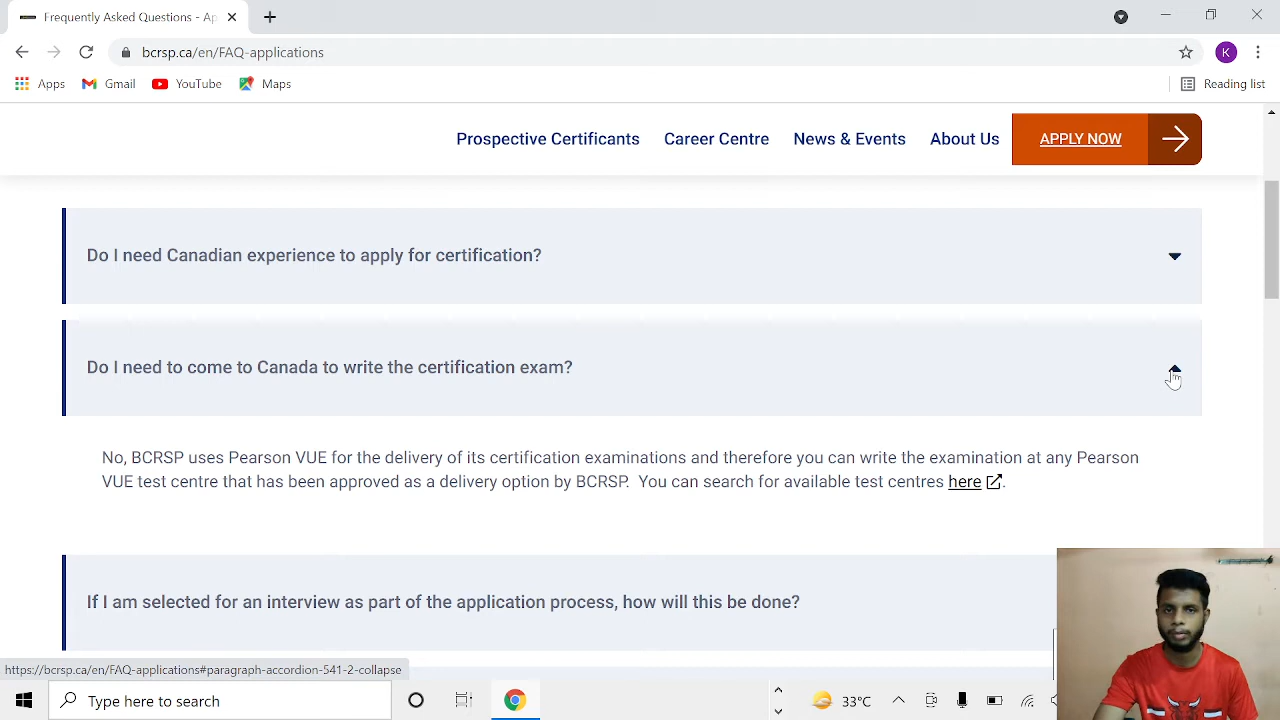 Frequently Asked Questions - Ap
bcrsp.ca/en/FAQ-applications
Apps
Gmail
YouTube
Maps
Reading list
K
Prospective Certificants
Career Centre
News & Events
About Us
APPLY NOW
Do I need Canadian experience to apply for certification?
Do I need to come to Canada to write the certification exam?
No, BCRSP uses Pearson VUE for the delivery of its certification examinations and therefore you can write the examination at any Pearson
VUE test centre that has been approved as a delivery option by BCRSP. You can search for available test centres here.
If I am selected for an interview as part of the application process, how will this be done?
https://bcrsp.ca/en/FAQ-applications#paragraph-accordion-541-2-collapse
Type here to search
33°C